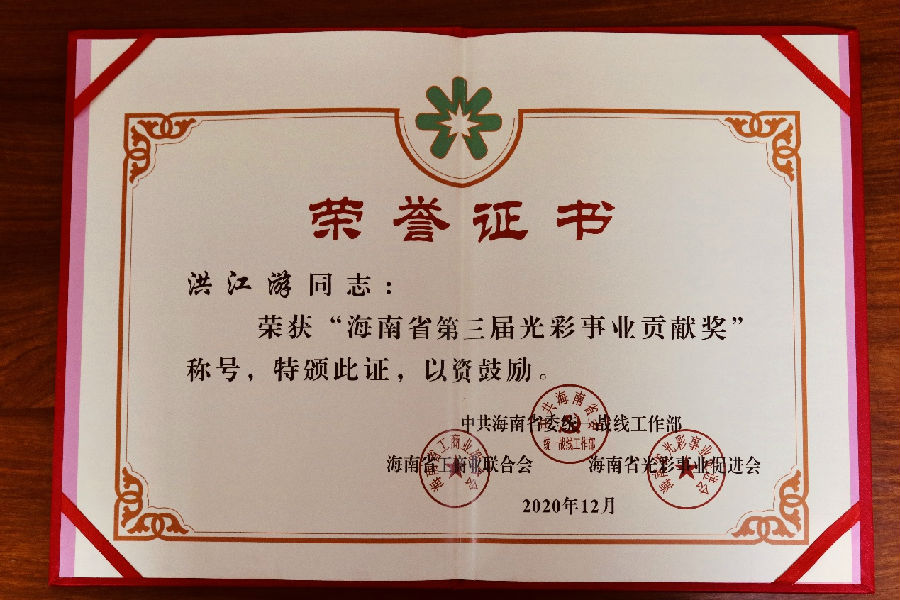 荣誉证书
洪江游同志：
荣获“海南省第三届光彩事业贡献奖”
称号，特颁此证，以资鼓励。
中共海南省委统一战线工作部
海南省工商业联合会 海南省光彩事业促进会
2020年12月